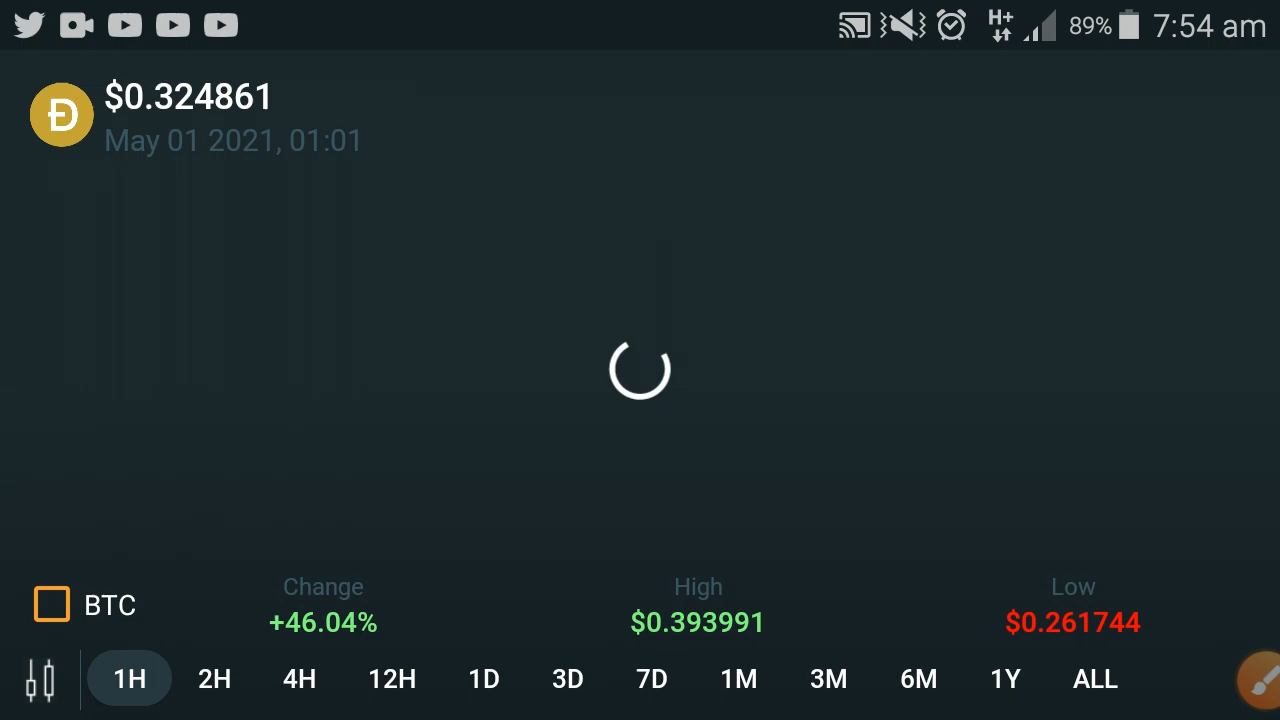 H+ 89% 7:54 am
$0.324861
May 01 2021, 01:01
Change High Low
BTC +46.04% $0.393991 $0.261744
1H 2H 4H 12H 1D 3D 7D 1M 3M 6M 1Y ALL